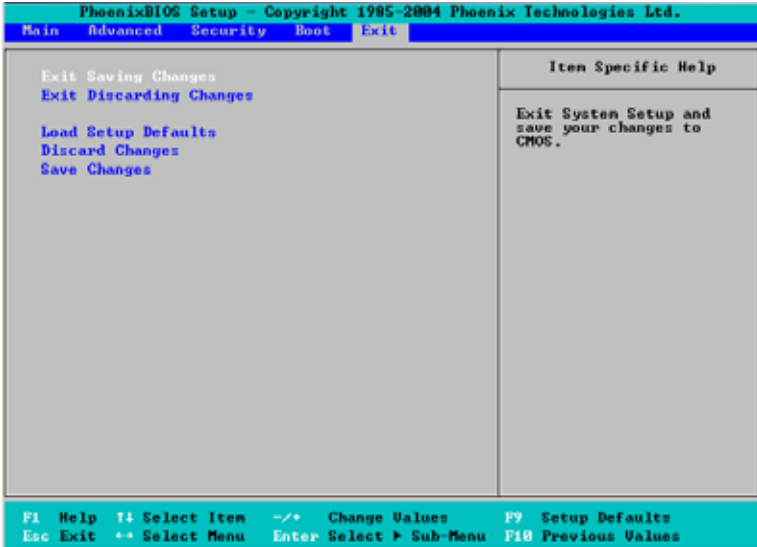 PhoenixBIOS Setup - Copyright 1985-2004 Phoenix Technologies Ltd.
Main Advanced Security Boot Exit
Exit Saving Changes
Exit Discarding Changes
Load Setup Defaults
Discard Changes
Save Changes
Item Specific Help
Exit System Setup and
save your changes to
CMOS.
F1 Help ↑↓ Select Item -/+ Change Values F9 Setup Defaults
Esc Exit ↔ Select Menu Enter Select ▶ Sub-Menu F10 Previous Values